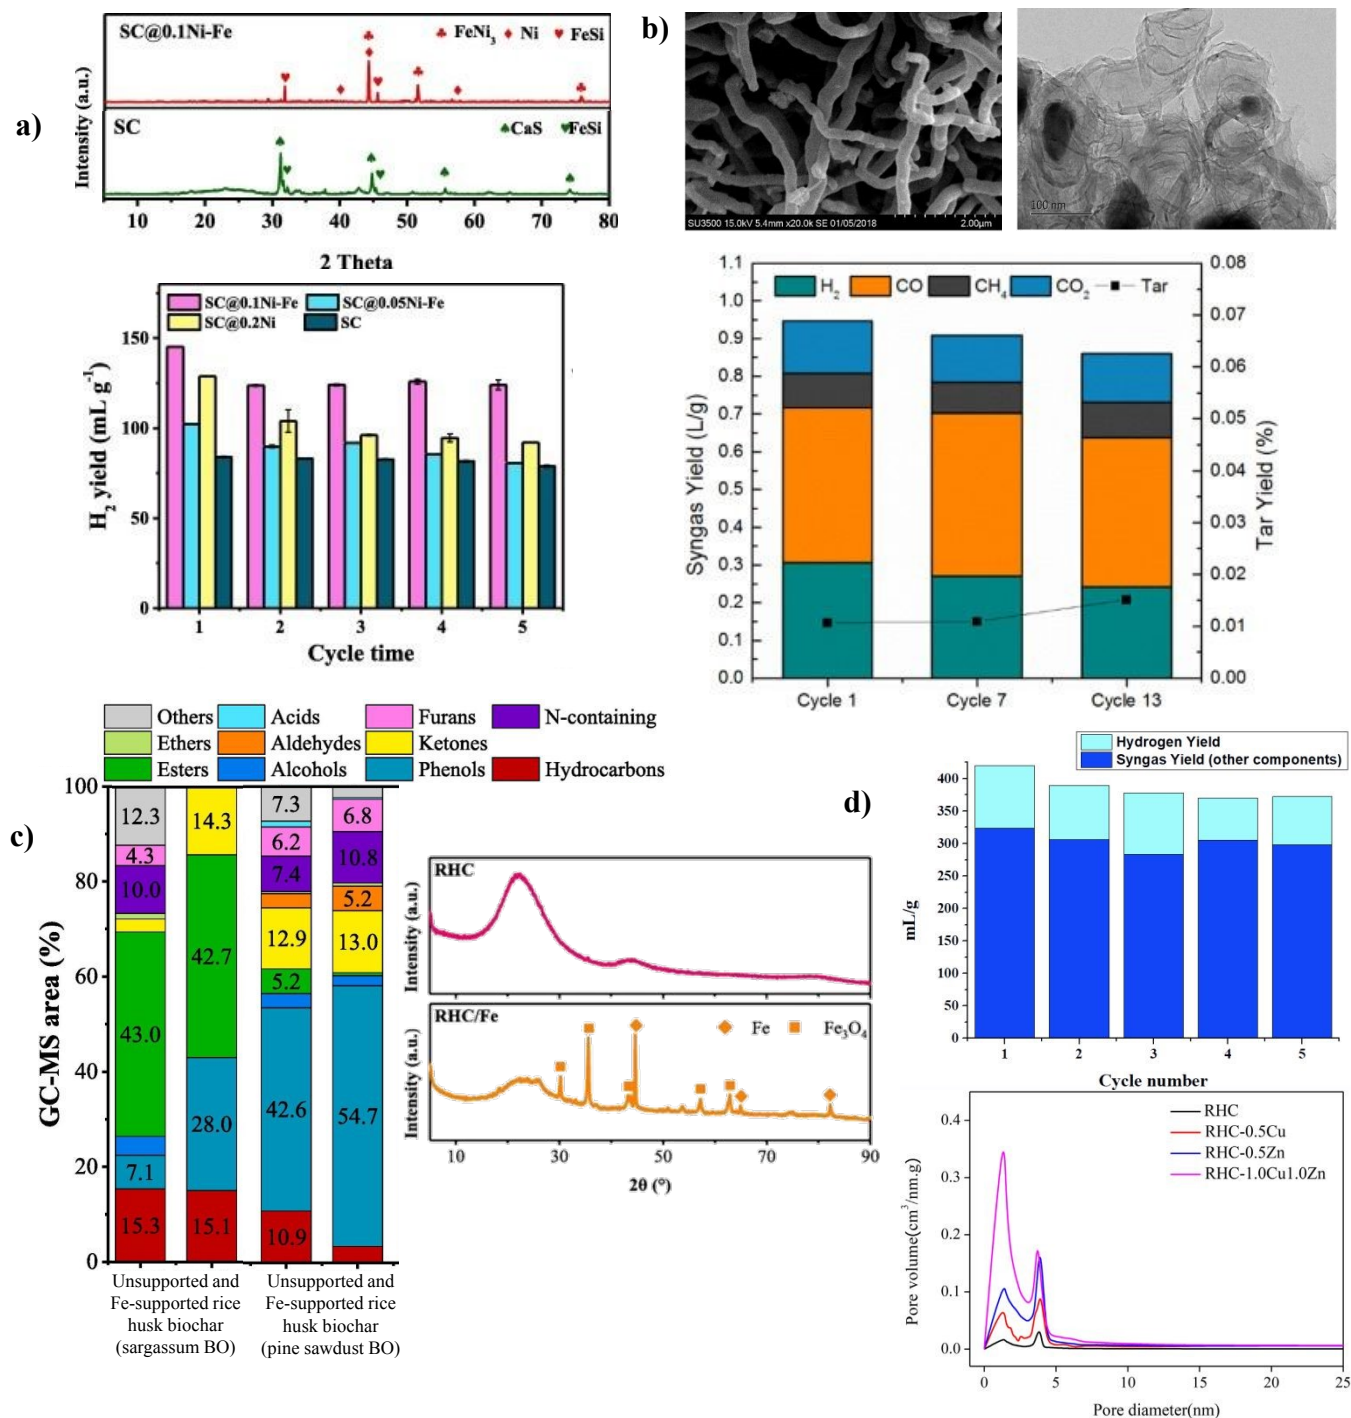 a)
SC@0.1Ni-Fe
♣ FeNi3 ♦ Ni ♥ FeSi
SC
♠CaS ♥FeSi
Intensity (a.u.)
10 20 30 40 50 60 70 80
2 Theta
SC@0.1Ni-Fe SC@0.05Ni-Fe
SC@0.2Ni SC
H2 yield (mL g-1)
150
100
50
0
1 2 3 4 5
Cycle time
b)
SU3500 15.0kV 5.4mm x20.0k SE 01/05/2018 2.00µm
100 nm
H2 CO CH4 CO2 Tar
Syngas Yield (L/g)
1.1
1.0
0.9
0.8
0.7
0.6
0.5
0.4
0.3
0.2
0.1
0.0
Cycle 1 Cycle 7 Cycle 13
0.08
0.07
0.06
0.05
0.04
0.03
0.02
0.01
0.00
Tar Yield (%)
c)
Others Acids Furans N-containing
Ethers Aldehydes Ketones
Esters Alcohols Phenols Hydrocarbons
GC-MS area (%)
100
80
60
40
20
0
12.3
4.3
10.0
43.0
7.1
15.3
14.3
42.7
28.0
15.1
7.3
6.2
7.4
12.9
5.2
42.6
10.9
6.8
10.8
5.2
13.0
54.7
Unsupported and
Fe-supported rice
husk biochar
(sargassum BO)
Unsupported and
Fe-supported rice
husk biochar
(pine sawdust BO)
RHC
Intensity (a.u.)
10 30 50 70 90
RHC/Fe
Fe Fe3O4
Intensity (a.u.)
10 30 50 70 90
2θ (°)
d)
Hydrogen Yield
Syngas Yield (other components)
mL/g
400
350
300
250
200
150
100
50
0
1 2 3 4 5
Cycle number
RHC
RHC-0.5Cu
RHC-0.5Zn
RHC-1.0Cu1.0Zn
Pore volume(cm3/nm.g)
0.3
0.2
0.1
0.0
0 5 10 15 20 25
Pore diameter(nm)